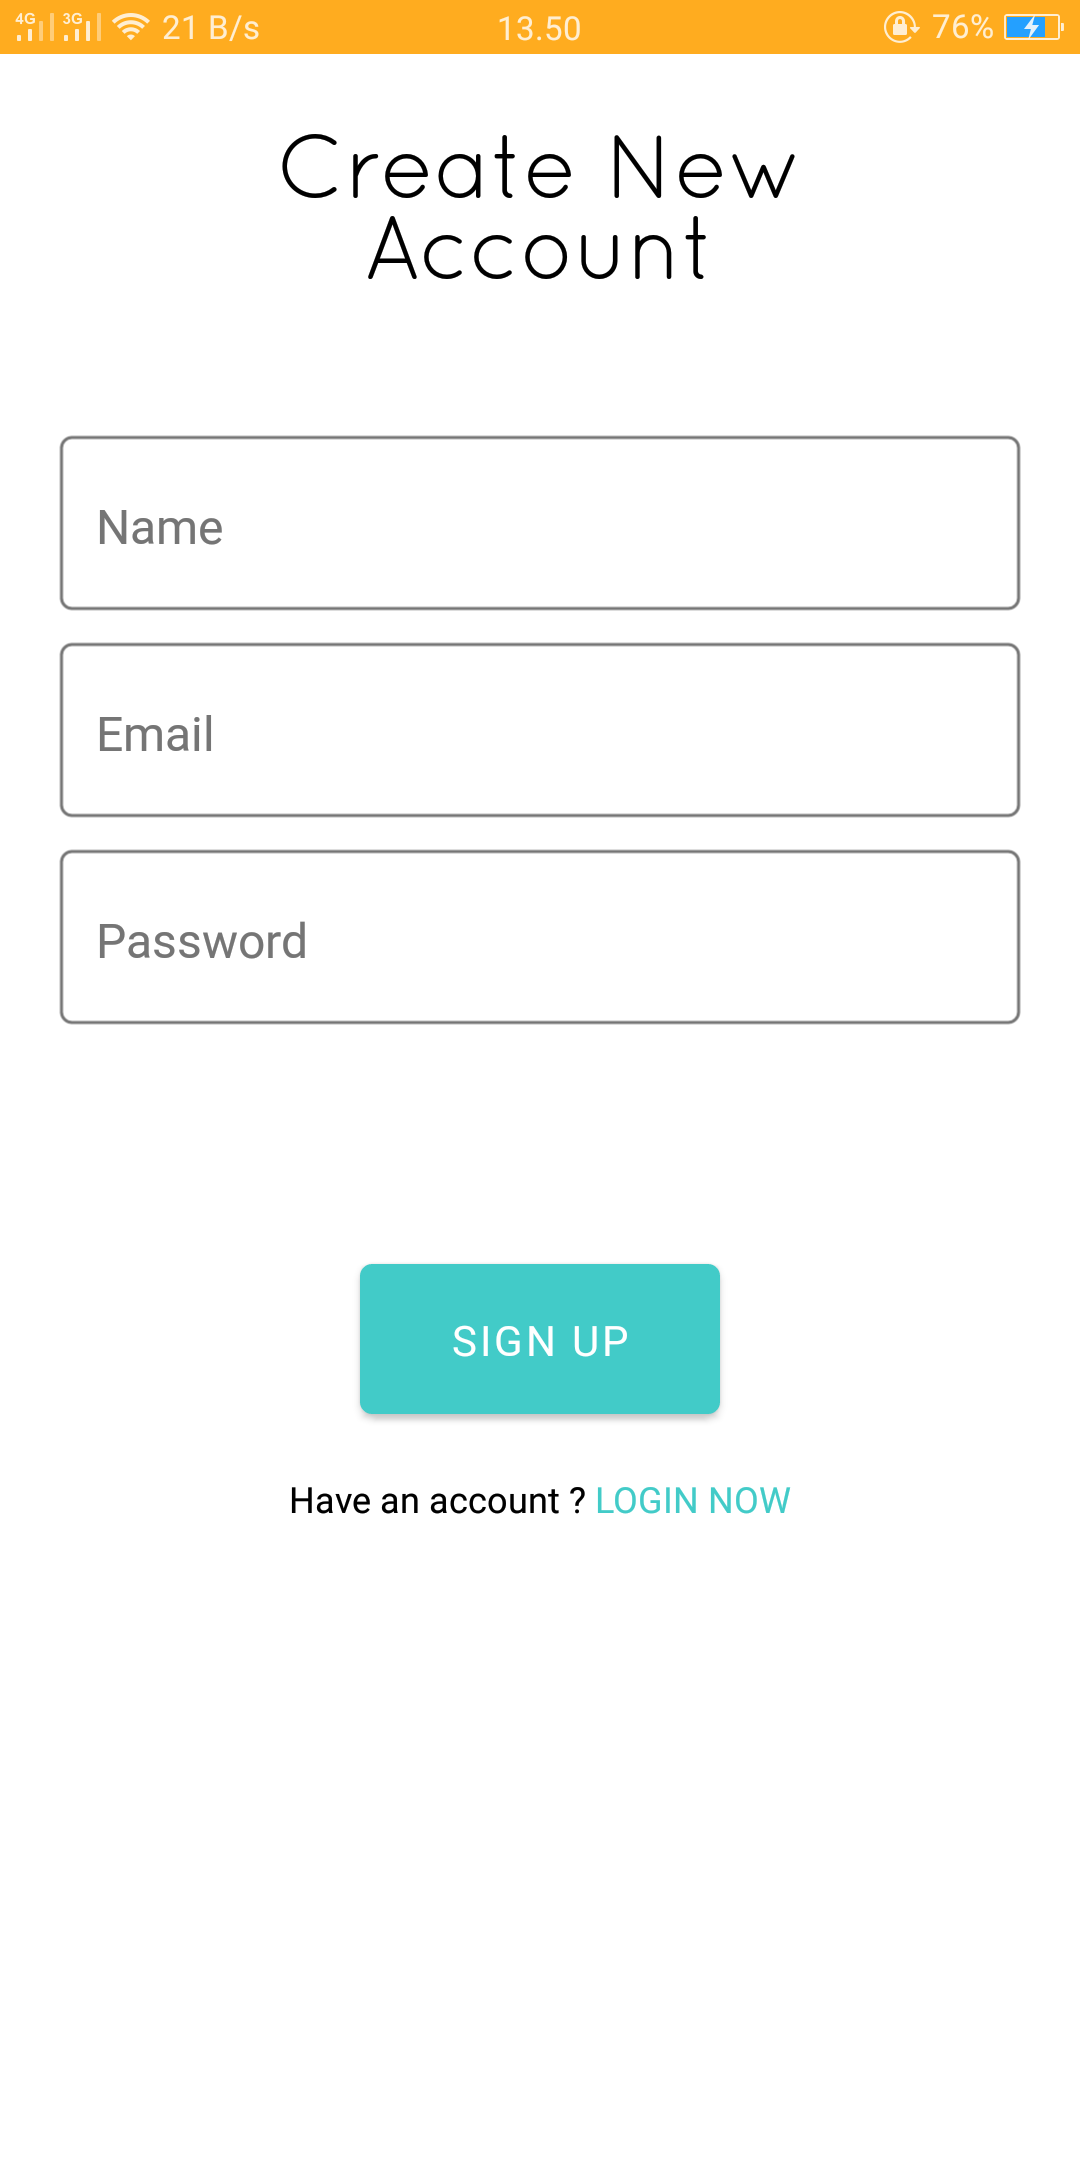 4G 3G 21 B/s 13.50 76%
Create New
Account
Name
Email
Password
SIGN UP
Have an account ? LOGIN NOW